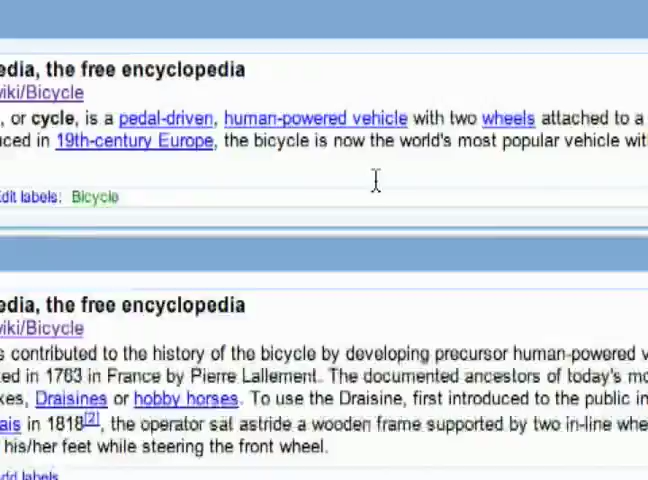 edia, the free encyclopedia
iki/Bicycle
, or cycle, is a pedal-driven, human-powered vehicle with two wheels attached to a
uced in 19th-century Europe, the bicycle is now the world's most popular vehicle wit
Edit labels: Bicycle
edia, the free encyclopedia
iki/Bicycle
s contributed to the history of the bicycle by developing precursor human-powered v
ed in 1763 in France by Pierre Lallement. The documented ancestors of today's mo
kes, Draisines or hobby horses. To use the Draisine, first introduced to the public in
ais in 1818[2], the operator sat astride a wooden frame supported by two in-line whe
his/her feet while steering the front wheel.
Add labels